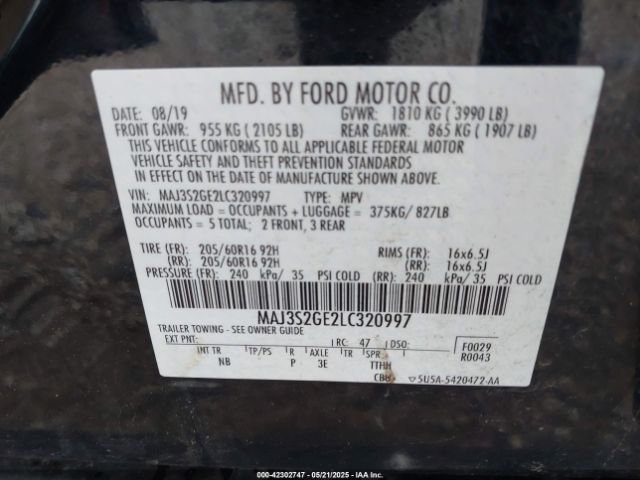 MFD. BY FORD MOTOR CO.
DATE: 08/19 GVWR: 1810 KG ( 3990 LB)
FRONT GAWR: 955 KG ( 2105 LB) REAR GAWR: 865 KG ( 1907 LB)
THIS VEHICLE CONFORMS TO ALL APPLICABLE FEDERAL MOTOR
VEHICLE SAFETY AND THEFT PREVENTION STANDARDS
IN EFFECT ON THE DATE OF MANUFACTURE SHOWN ABOVE.
VIN: MAJ3S2GE2LC320997 TYPE: MPV
MAXIMUM LOAD = OCCUPANTS + LUGGAGE = 375KG/ 827LB
OCCUPANTS = 5 TOTAL; 2 FRONT, 3 REAR
TIRE (FR): 205/60R16 92H RIMS (FR): 16x6.5J
(RR): 205/60R16 92H (RR): 16x6.5J
PRESSURE (FR): 240 kPa/ 35 PSI COLD (RR): 240 kPa/ 35 PSI COLD
MAJ3S2GE2LC320997
TRAILER TOWING - SEE OWNER GUIDE
EXT PNT: RC: 47 DSO: F0029
R0043
INT TR TP/PS R AXLE TR SPR
NB P 3E TTHH
5U5A-5420472-AA
000-42302747 - 05/21/2025 - IAAI.com